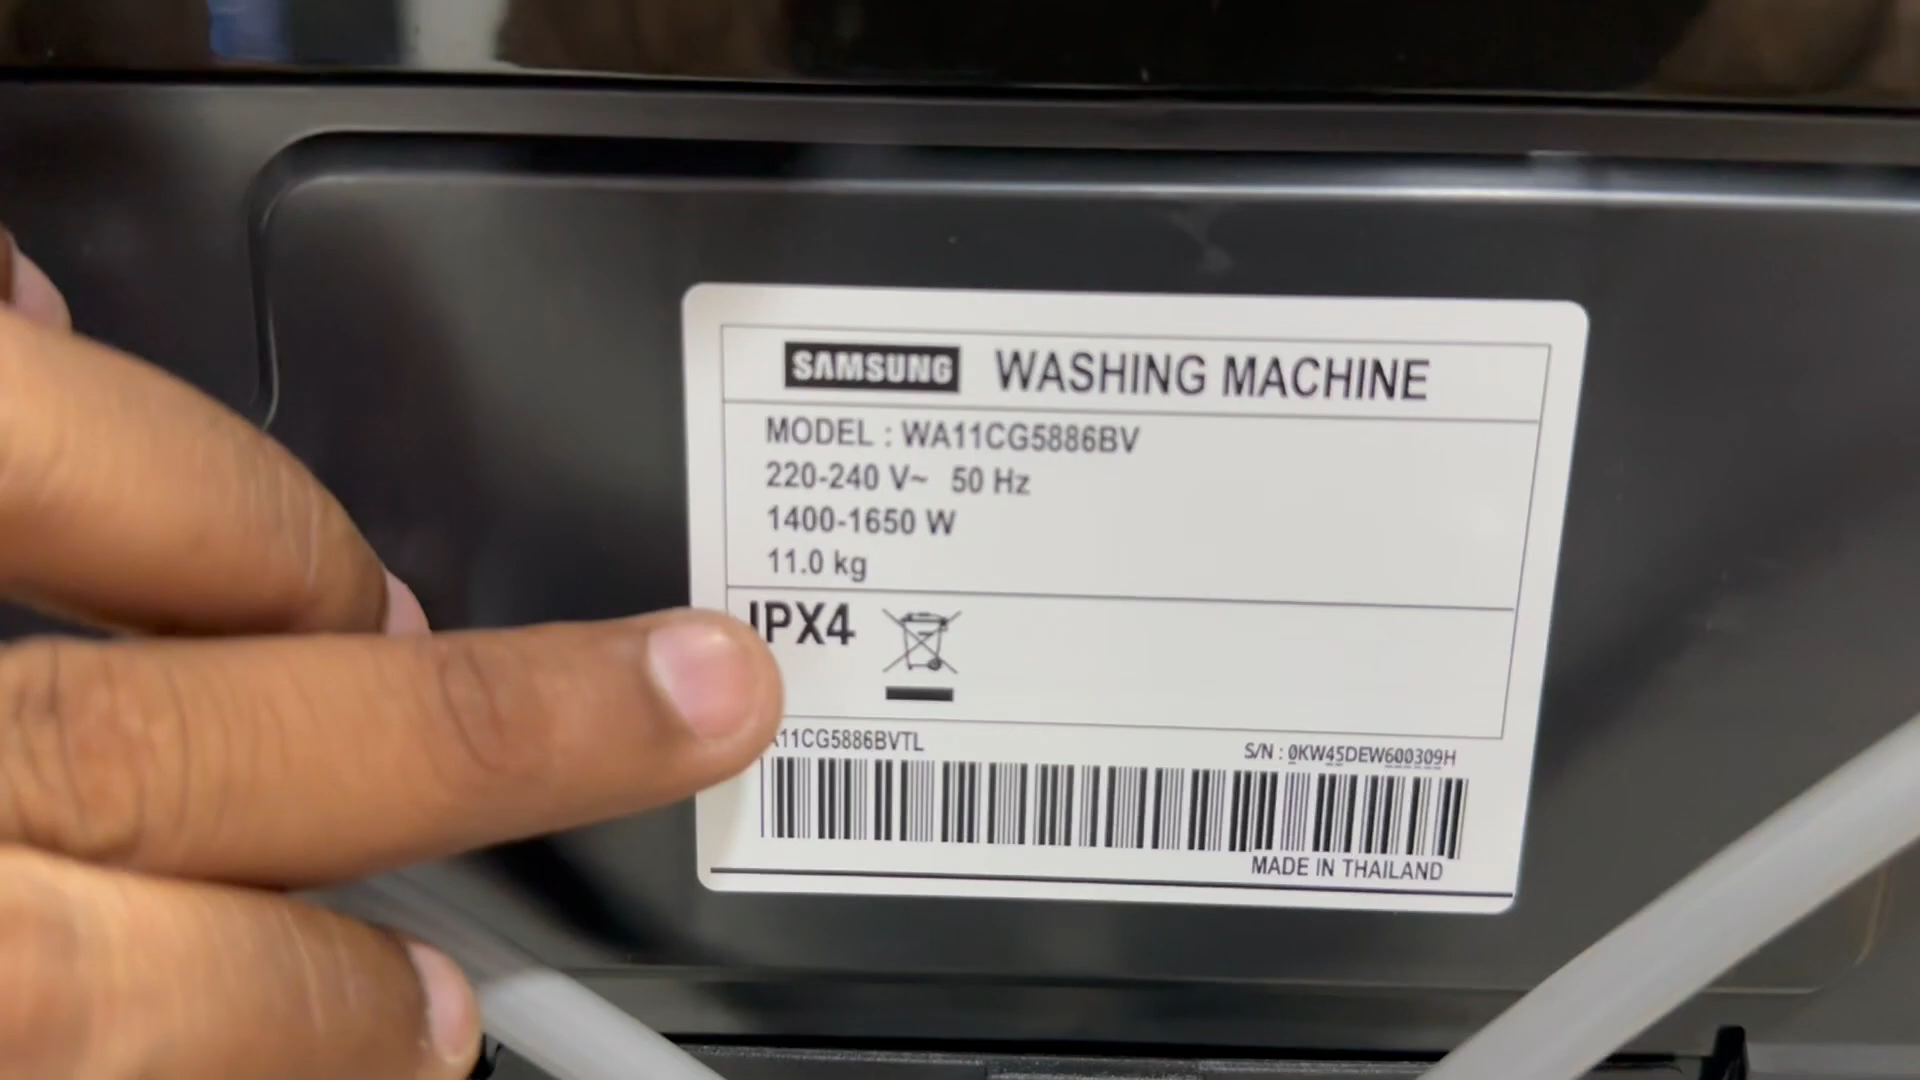 SAMSUNG WASHING MACHINE
MODEL : WA11CG5886BV
220-240 V~ 50 Hz
1400-1650 W
11.0 kg
IPX4
A11CG5886BVTL
S/N : 0KW45DEW600309H
MADE IN THAILAND